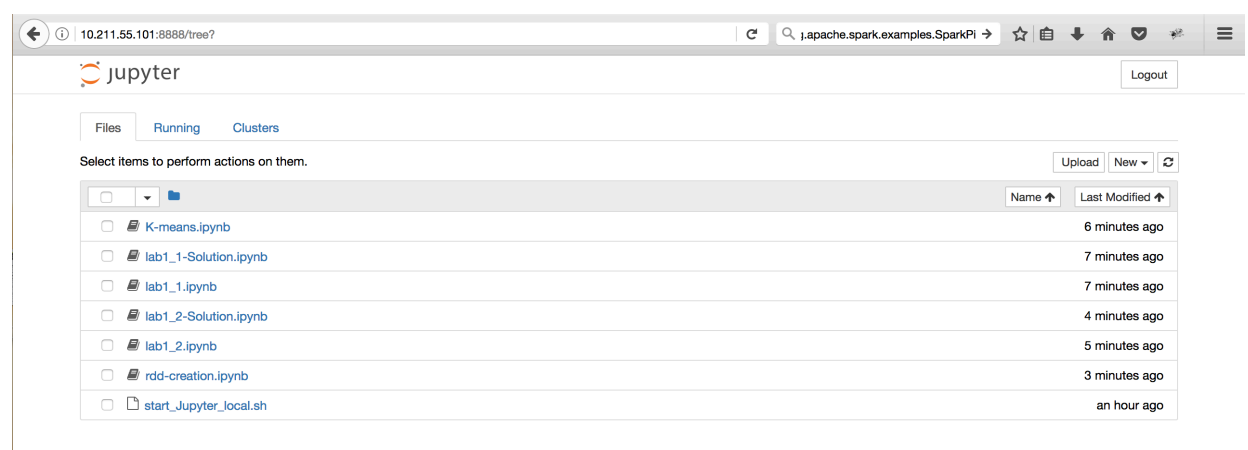 10.211.55.101:8888/tree?
ȷ.apache.spark.examples.SparkPi
jupyter
Logout
Files Running Clusters
Select items to perform actions on them.
Upload New
Name Last Modified
K-means.ipynb 6 minutes ago
lab1_1-Solution.ipynb 7 minutes ago
lab1_1.ipynb 7 minutes ago
lab1_2-Solution.ipynb 4 minutes ago
lab1_2.ipynb 5 minutes ago
rdd-creation.ipynb 3 minutes ago
start_Jupyter_local.sh an hour ago